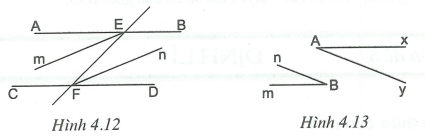 A E B
m n
C F D
Hình 4.12
A x
n
m B y
Hình 4.13